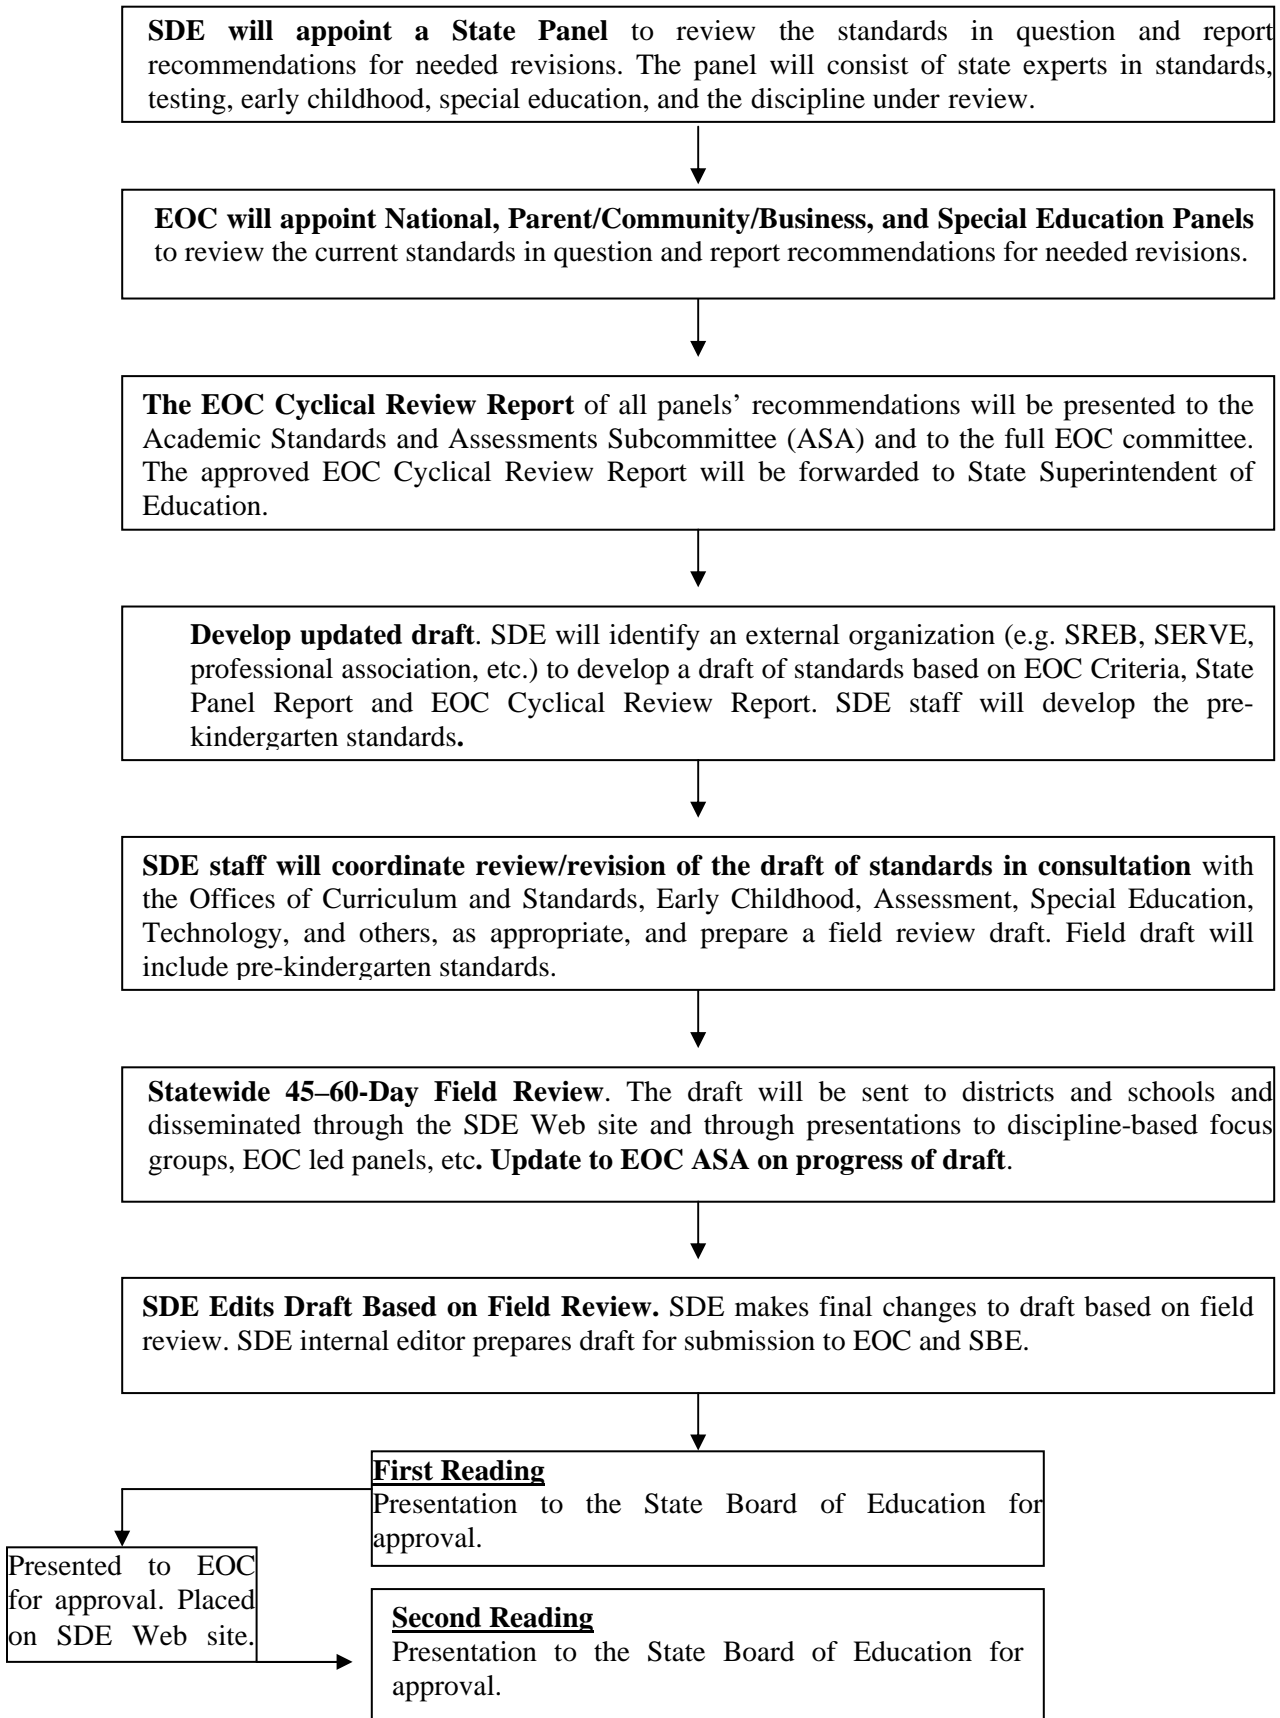 SDE will appoint a State Panel to review the standards in question and report
recommendations for needed revisions. The panel will consist of state experts in standards,
testing, early childhood, special education, and the discipline under review.
EOC will appoint National, Parent/Community/Business, and Special Education Panels
to review the current standards in question and report recommendations for needed revisions.
The EOC Cyclical Review Report of all panels’ recommendations will be presented to the
Academic Standards and Assessments Subcommittee (ASA) and to the full EOC committee.
The approved EOC Cyclical Review Report will be forwarded to State Superintendent of
Education.
Develop updated draft. SDE will identify an external organization (e.g. SREB, SERVE,
professional association, etc.) to develop a draft of standards based on EOC Criteria, State
Panel Report and EOC Cyclical Review Report. SDE staff will develop the pre-
kindergarten standards.
SDE staff will coordinate review/revision of the draft of standards in consultation with
the Offices of Curriculum and Standards, Early Childhood, Assessment, Special Education,
Technology, and others, as appropriate, and prepare a field review draft. Field draft will
include pre-kindergarten standards.
Statewide 45–60-Day Field Review. The draft will be sent to districts and schools and
disseminated through the SDE Web site and through presentations to discipline-based focus
groups, EOC led panels, etc. Update to EOC ASA on progress of draft.
SDE Edits Draft Based on Field Review. SDE makes final changes to draft based on field
review. SDE internal editor prepares draft for submission to EOC and SBE.
First Reading
Presentation to the State Board of Education for
approval.
Presented to EOC
for approval. Placed
on SDE Web site.
Second Reading
Presentation to the State Board of Education for
approval.